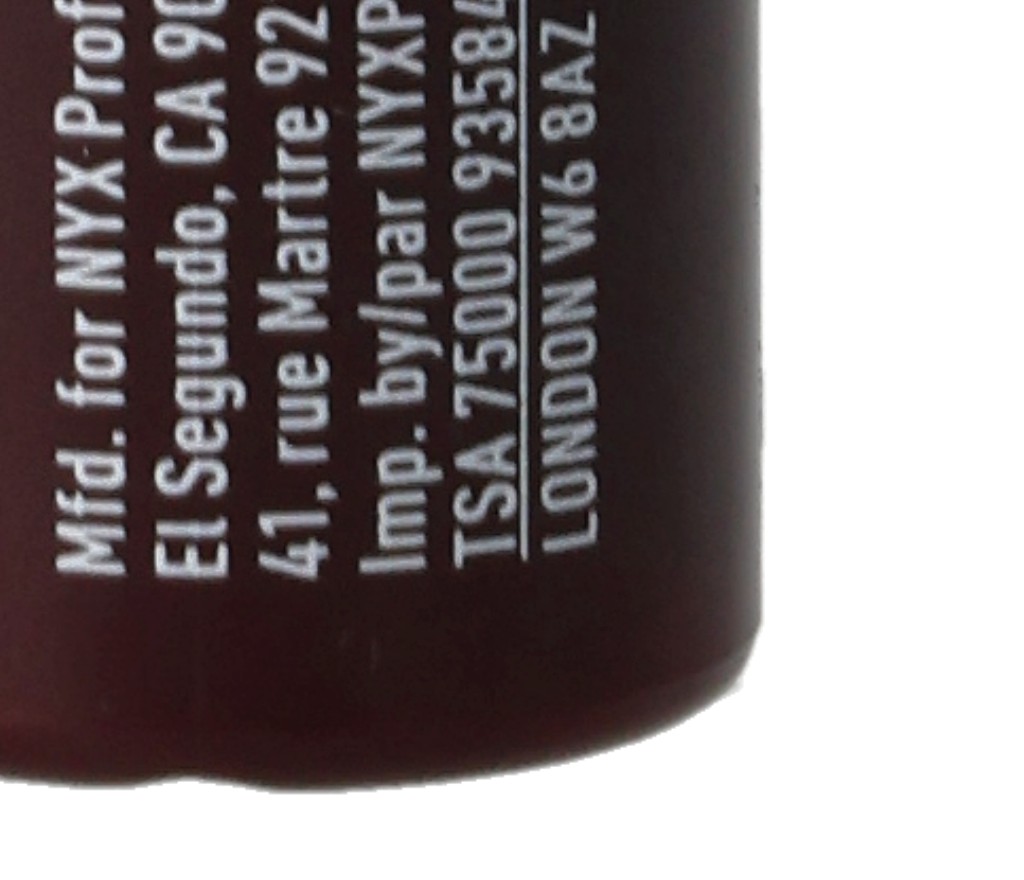 Mfd. for NYX Prof
El Segundo, CA 90
41, rue Martre 92
Imp. by/par NYXP
TSA 75000 93584
LONDON W6 8AZ